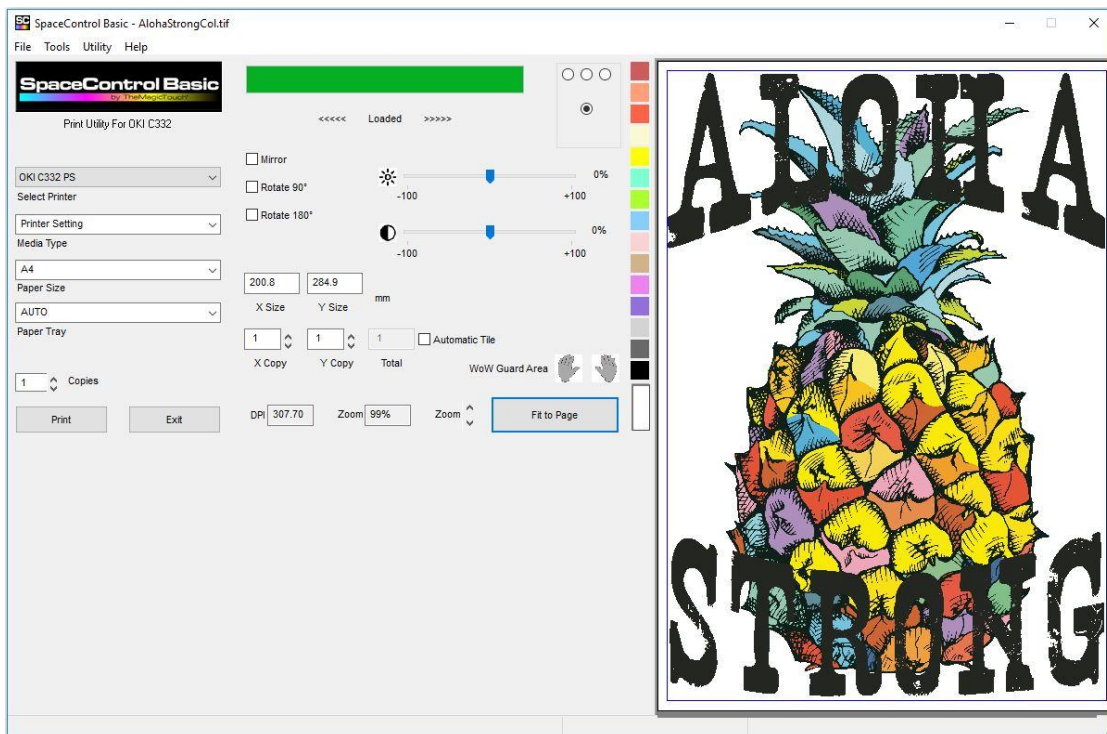 SpaceControl Basic - AlohaStrongCol.tif
File Tools Utility Help
SpaceControl Basic
by TheMagicTouch
Print Utility For OKI C332
<<<<< Loaded >>>>>
OKI C332 PS
Select Printer
Printer Setting
Media Type
A4
Paper Size
AUTO
Paper Tray
1 Copies
Print Exit
Mirror
Rotate 90°
Rotate 180°
0%
-100 +100
0%
-100 +100
200.8 284.9 mm
X Size Y Size
1 1 1 Automatic Tile
X Copy Y Copy Total
WoW Guard Area
DPI 307.70 Zoom 99% Zoom Fit to Page
ALOHA
STRONG